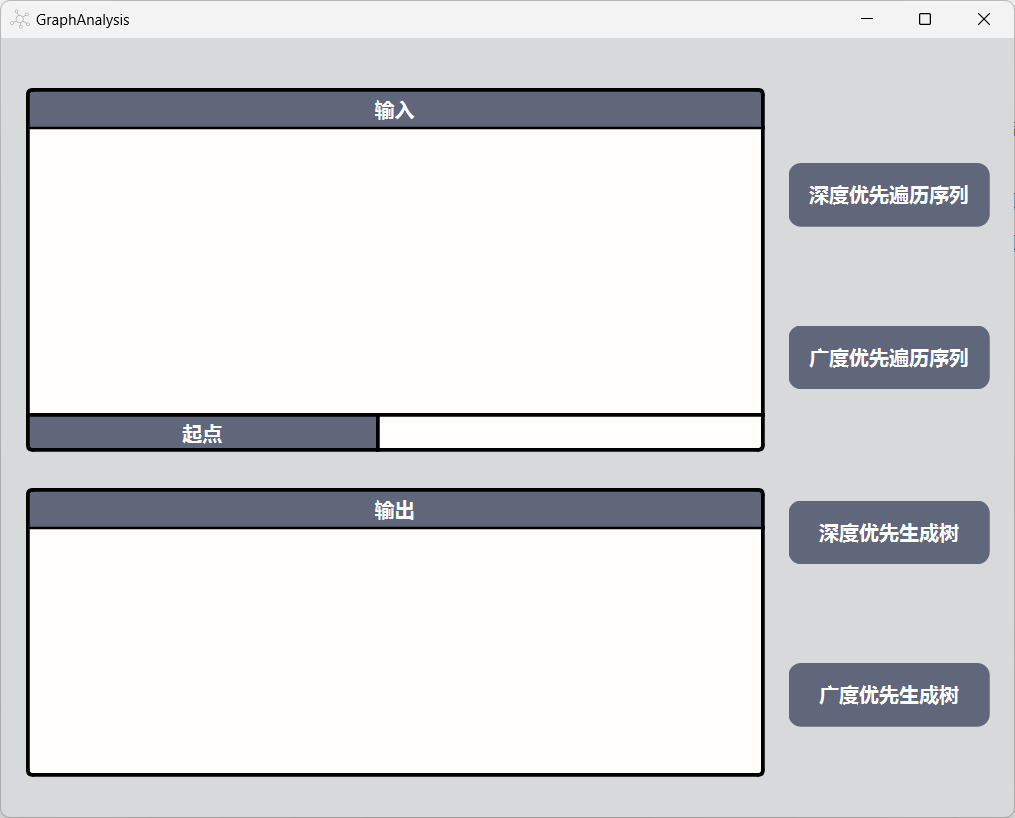 GraphAnalysis
输入
深度优先遍历序列
广度优先遍历序列
起点
输出
深度优先生成树
广度优先生成树